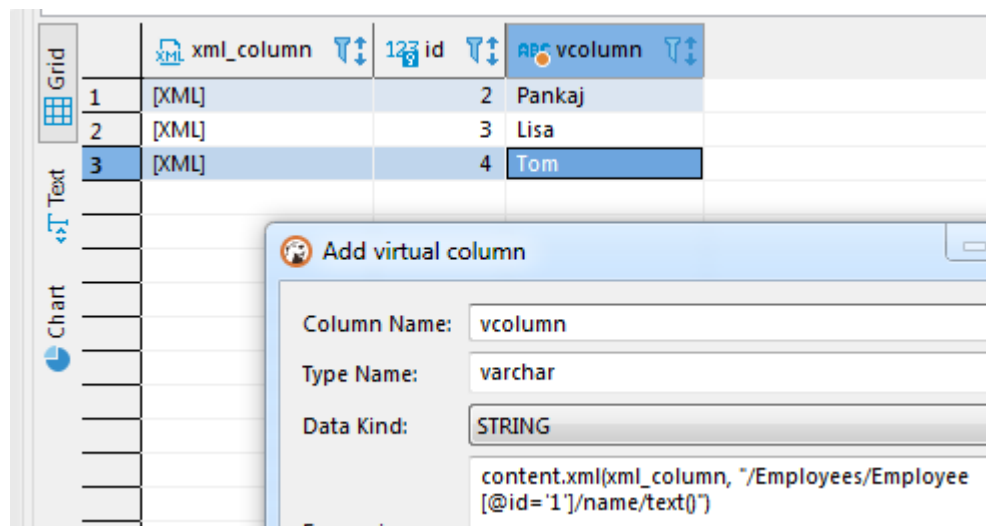 Grid
Text
Chart
XML xml_column 123 id ABC vcolumn
1 [XML] 2 Pankaj
2 [XML] 3 Lisa
3 [XML] 4 Tom
Add virtual column
Column Name: vcolumn
Type Name: varchar
Data Kind: STRING
content.xml(xml_column, "/Employees/Employee
[@id='1']/name/text()")